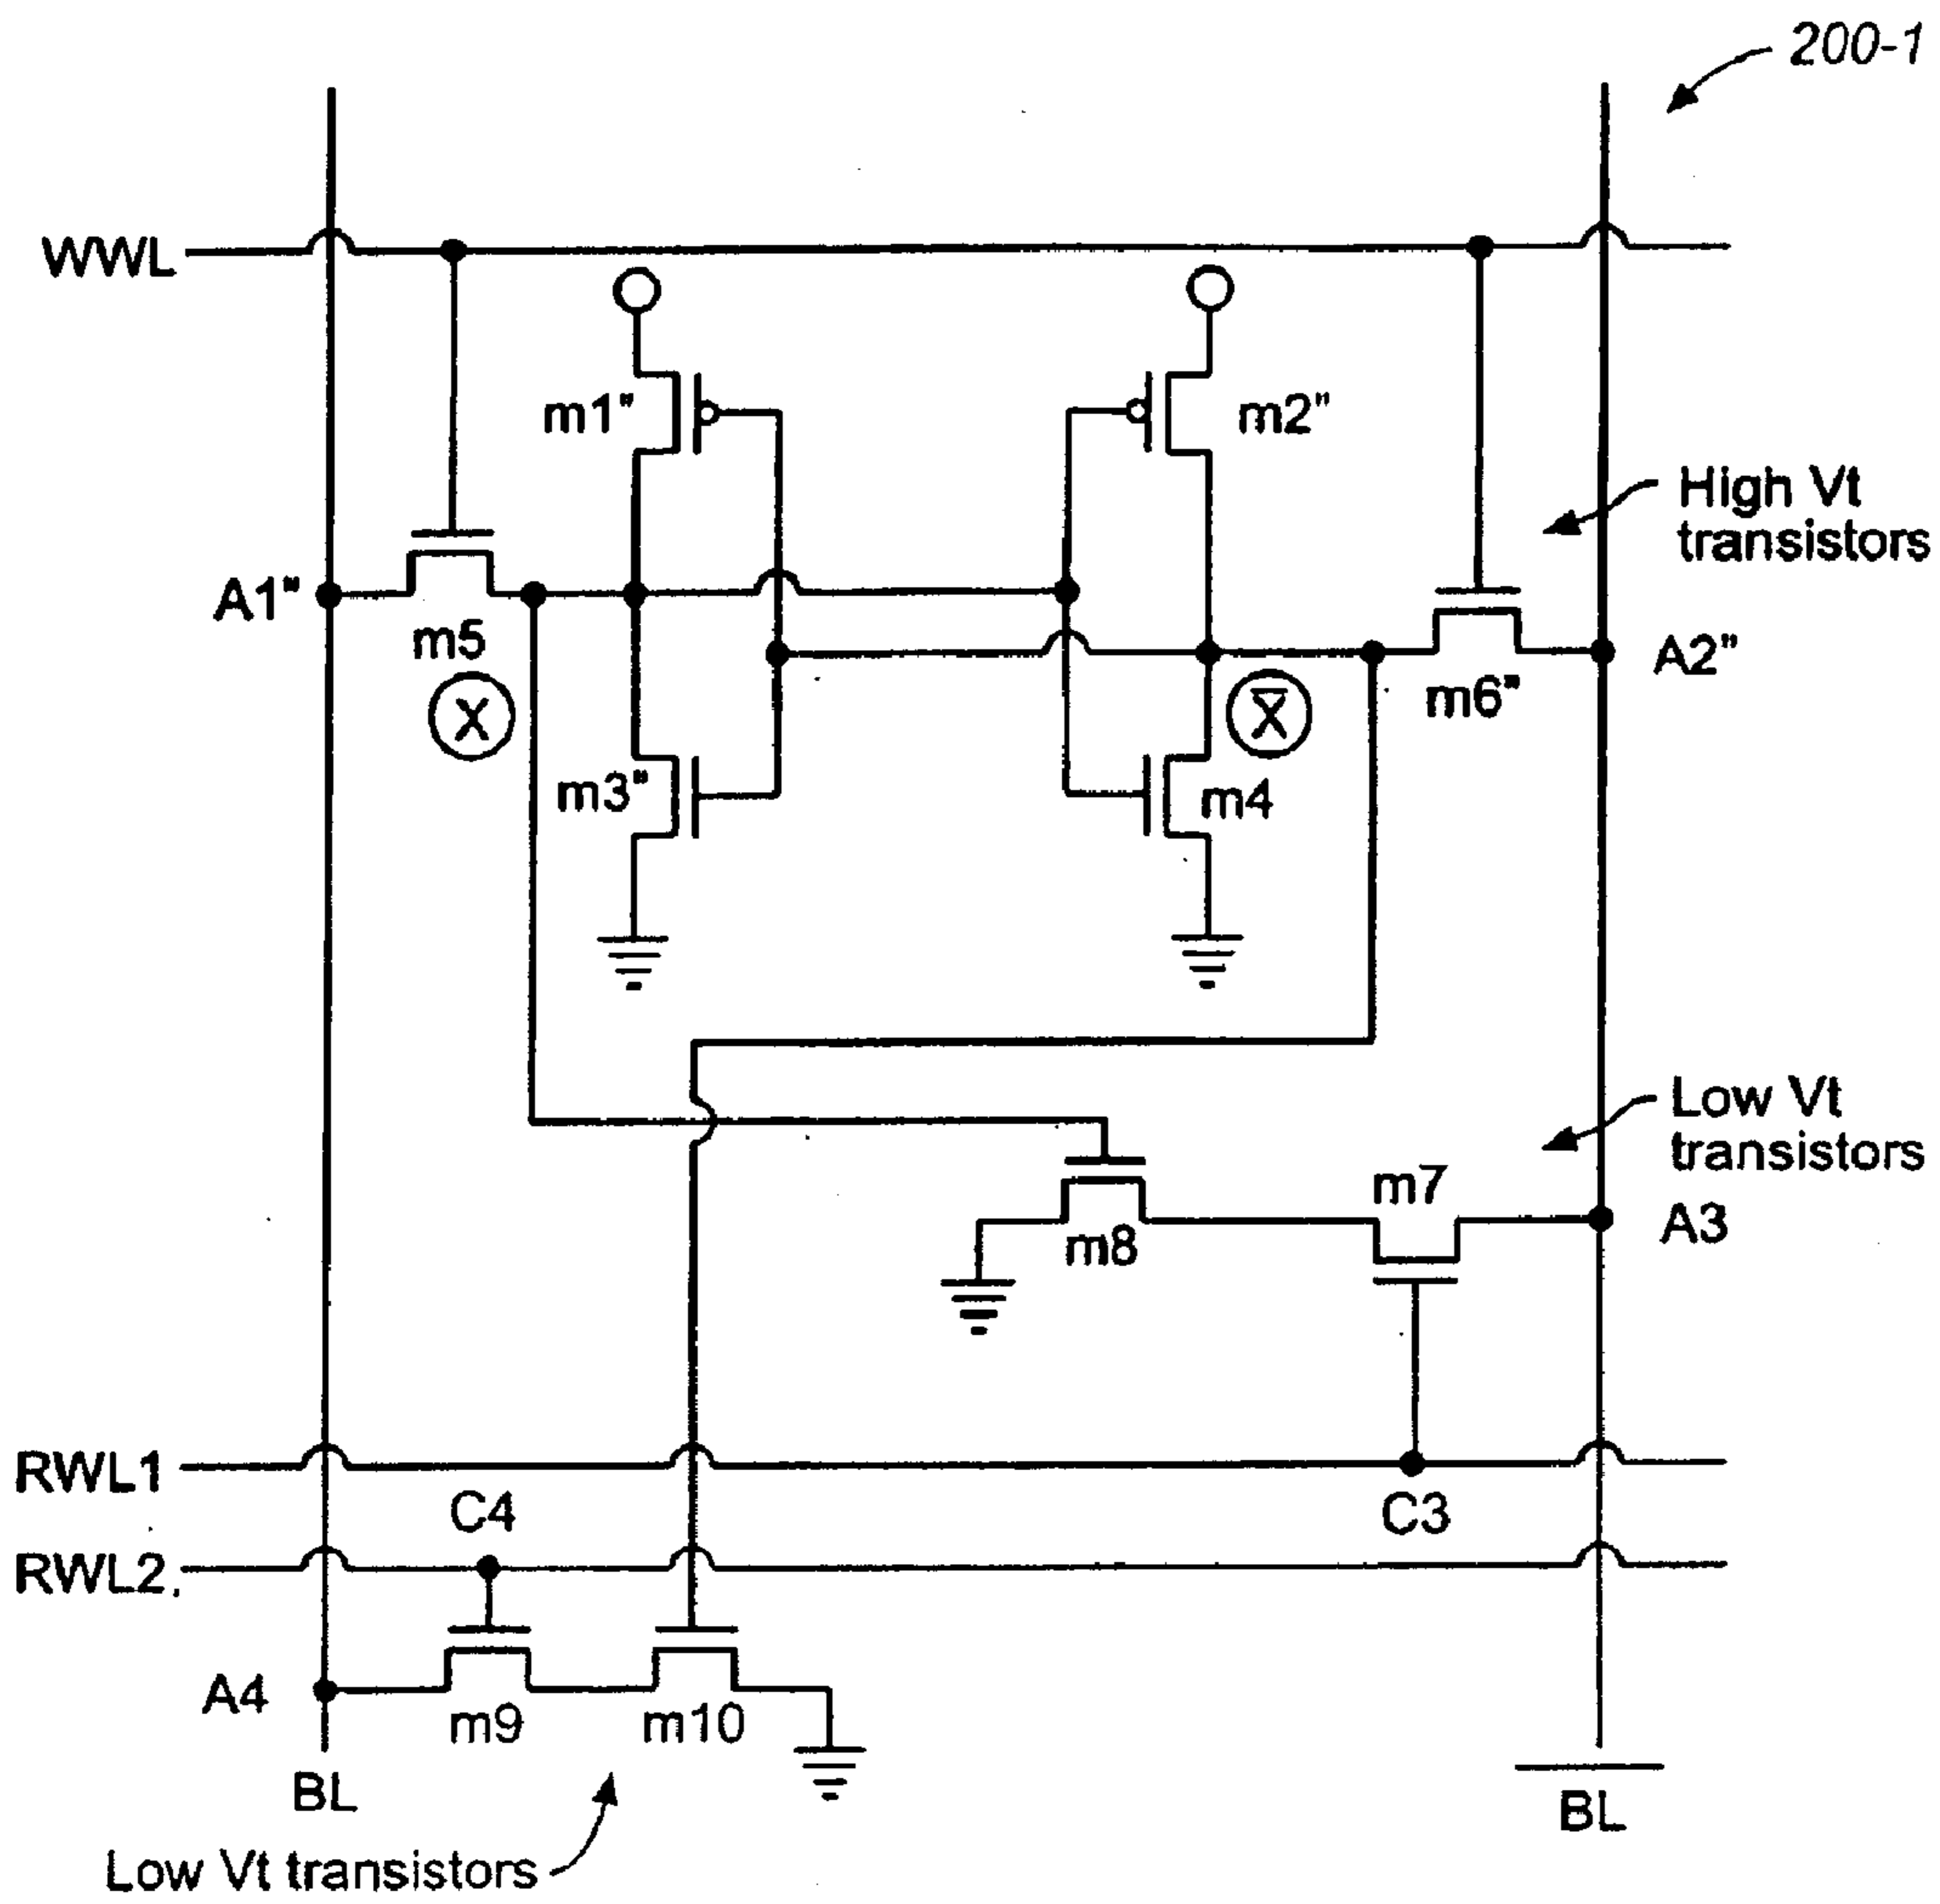 200-1
WWL
m1"
m2"
High Vt
transistors
A1"
m5
A2"
m6"
X
X̅
m3"
m4
Low Vt
transistors
m7
A3
m8
RWL1
C4
C3
RWL2
A4
m9
m10
BL
B̅L̅
Low Vt transistors